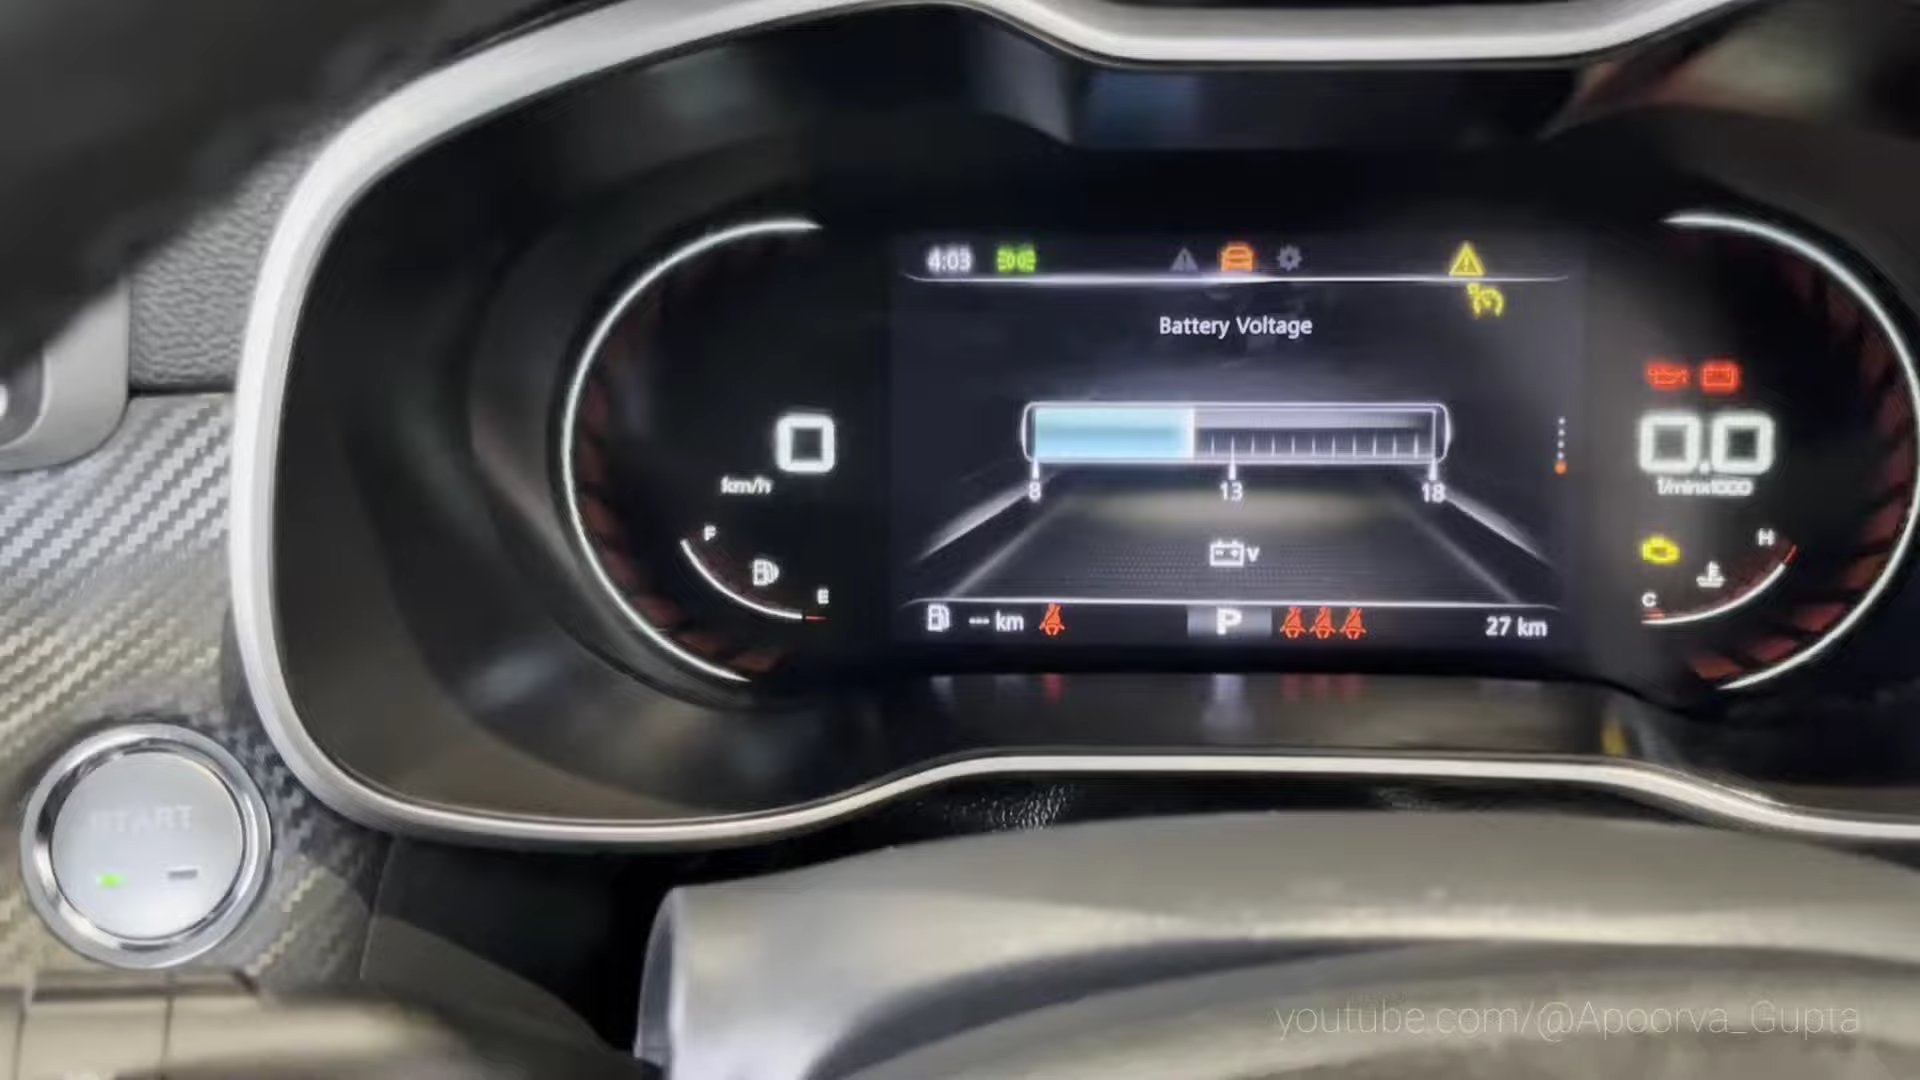 4:03
Battery Voltage
0
km/h
8 13 18
V
0.0
1/minx1000
F
E
H
C
--- km
P
27 km
START
youtube.com/@Apoorva_Gupta